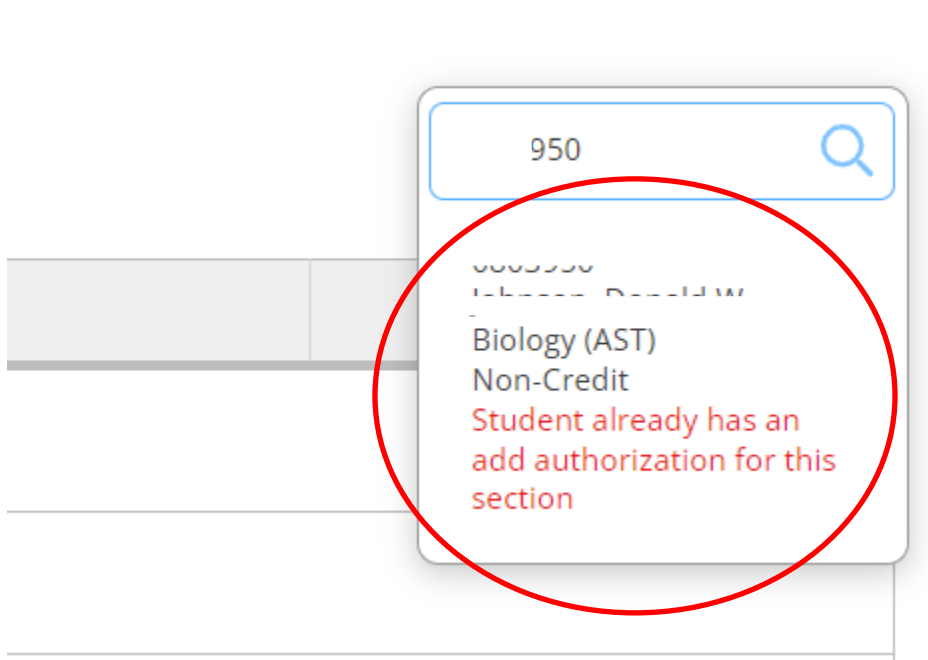 950
Biology (AST)
Non-Credit
Student already has an
add authorization for this
section